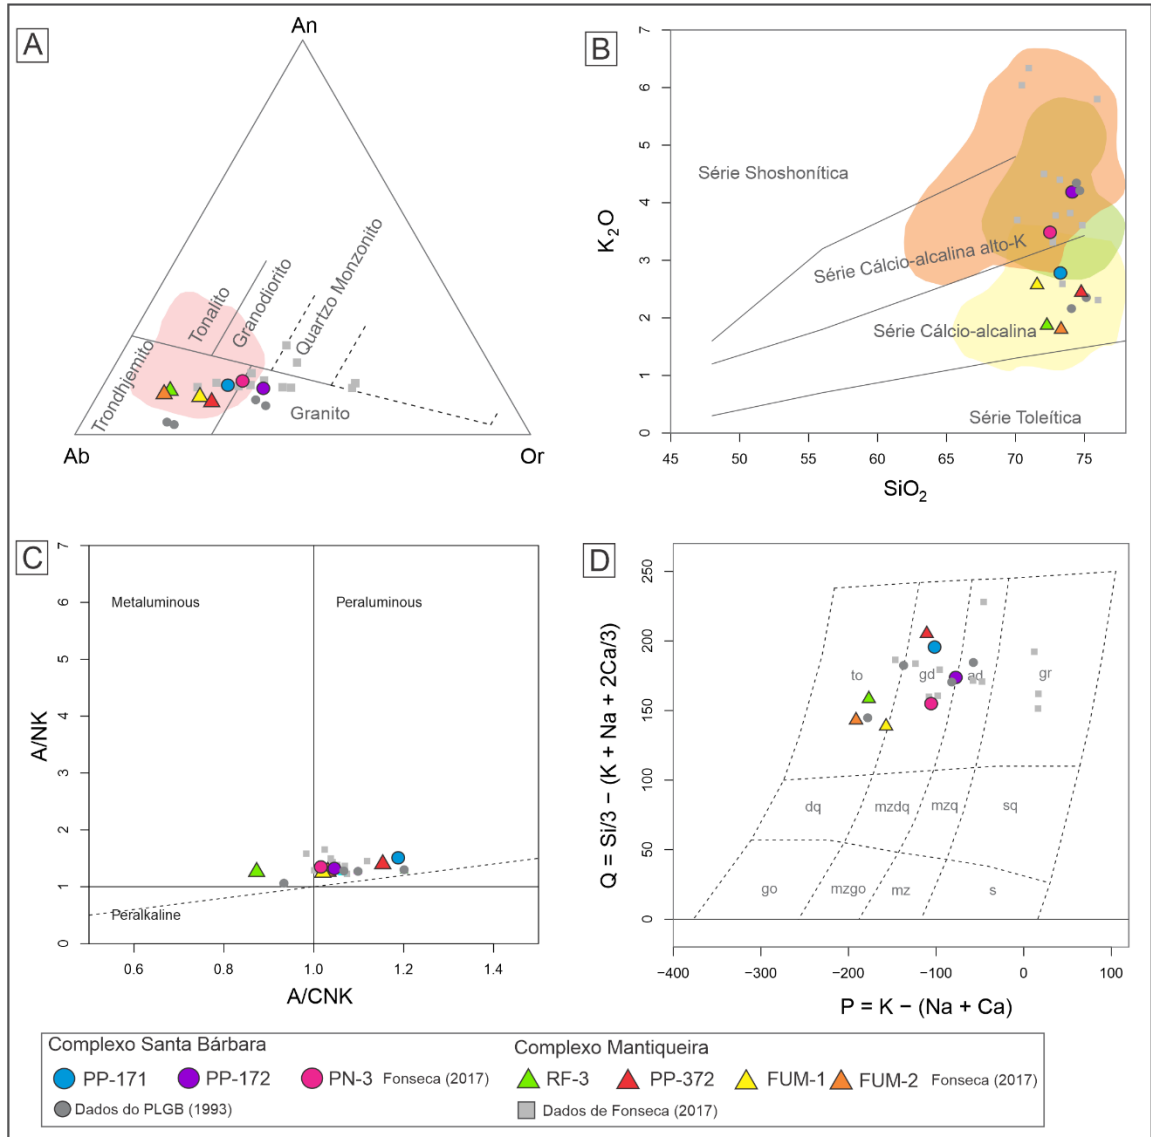 A
An
Tonalito
Granodiorito
Quartzo Monzonito
Trondhjemito
Granito
Ab
Or
B
7
6
5
4
3
2
1
0
K2O
Série Shoshonítica
Série Cálcio-alcalina alto-K
Série Cálcio-alcalina
Série Toleítica
45 50 55 60 65 70 75
SiO2
C
7
6
5
4
3
2
1
0
A/NK
Metaluminous
Peraluminous
Peralkaline
0.6 0.8 1.0 1.2 1.4
A/CNK
D
250
200
150
100
50
0
Q = Si/3 − (K + Na + 2Ca/3)
to gd ad gr
dq mzdq mzq sq
go mzgo mz s
−400 −300 −200 −100 0 100
P = K − (Na + Ca)
Complexo Santa Bárbara
PP-171 PP-172 PN-3 Fonseca (2017)
Dados do PLGB (1993)
Complexo Mantiqueira
RF-3 PP-372 FUM-1 FUM-2 Fonseca (2017)
Dados de Fonseca (2017)